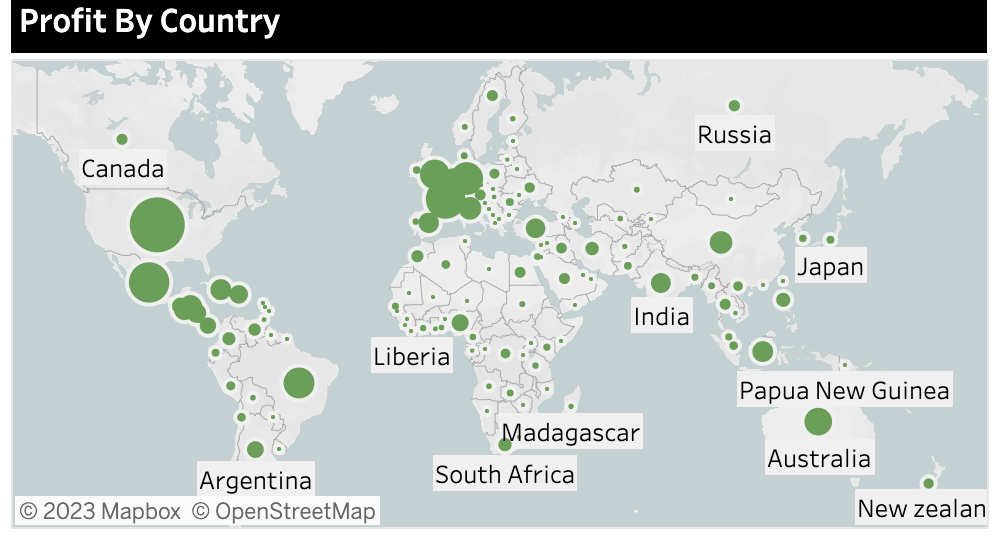 Profit By Country
Russia
Canada
Japan
India
Liberia
Papua New Guinea
Madagascar
Australia
South Africa
Argentina
New zealan
© 2023 Mapbox © OpenStreetMap